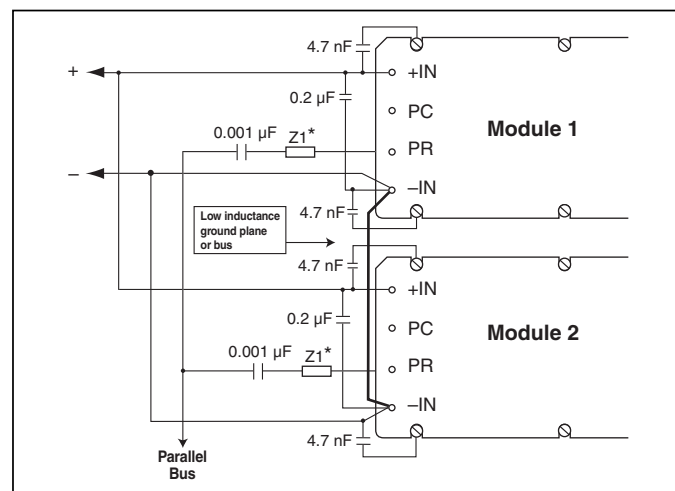 4.7 nF
+
+IN
0.2 µF
PC
Module 1
0.001 µF
Z1*
PR
–
–IN
4.7 nF
Low inductance
ground plane
or bus
4.7 nF
+IN
0.2 µF
PC
Module 2
0.001 µF
Z1*
PR
–IN
4.7 nF
Parallel
Bus